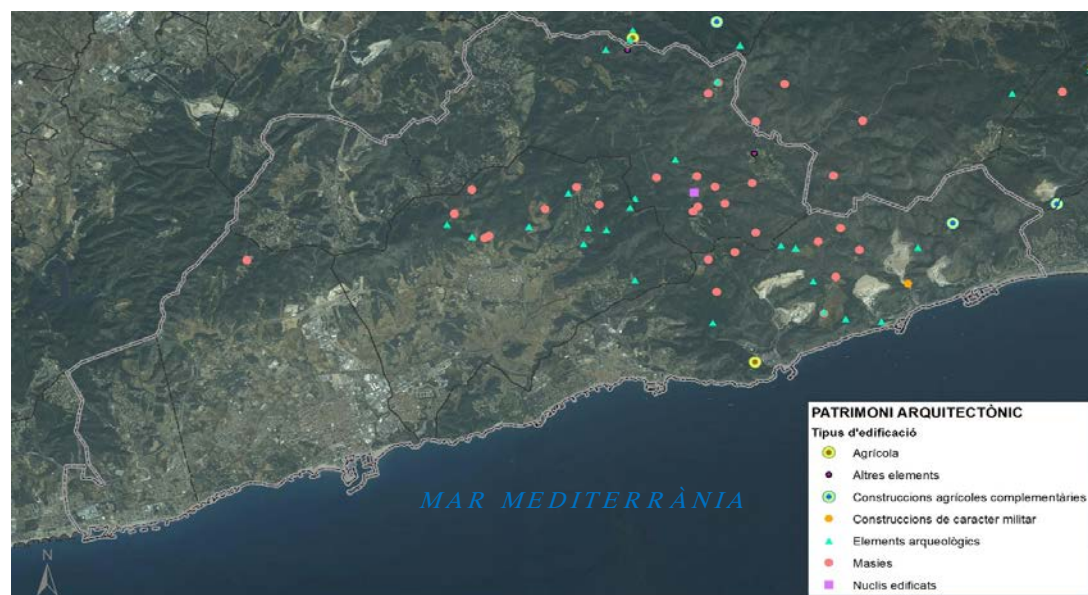 MAR MEDITERRÀNIA
PATRIMONI ARQUITECTÒNIC
Tipus d'edificació
Agrícola
Altres elements
Construccions agrícoles complementàries
Construccions de caracter militar
Elements arqueològics
Masies
Nuclis edificats
N